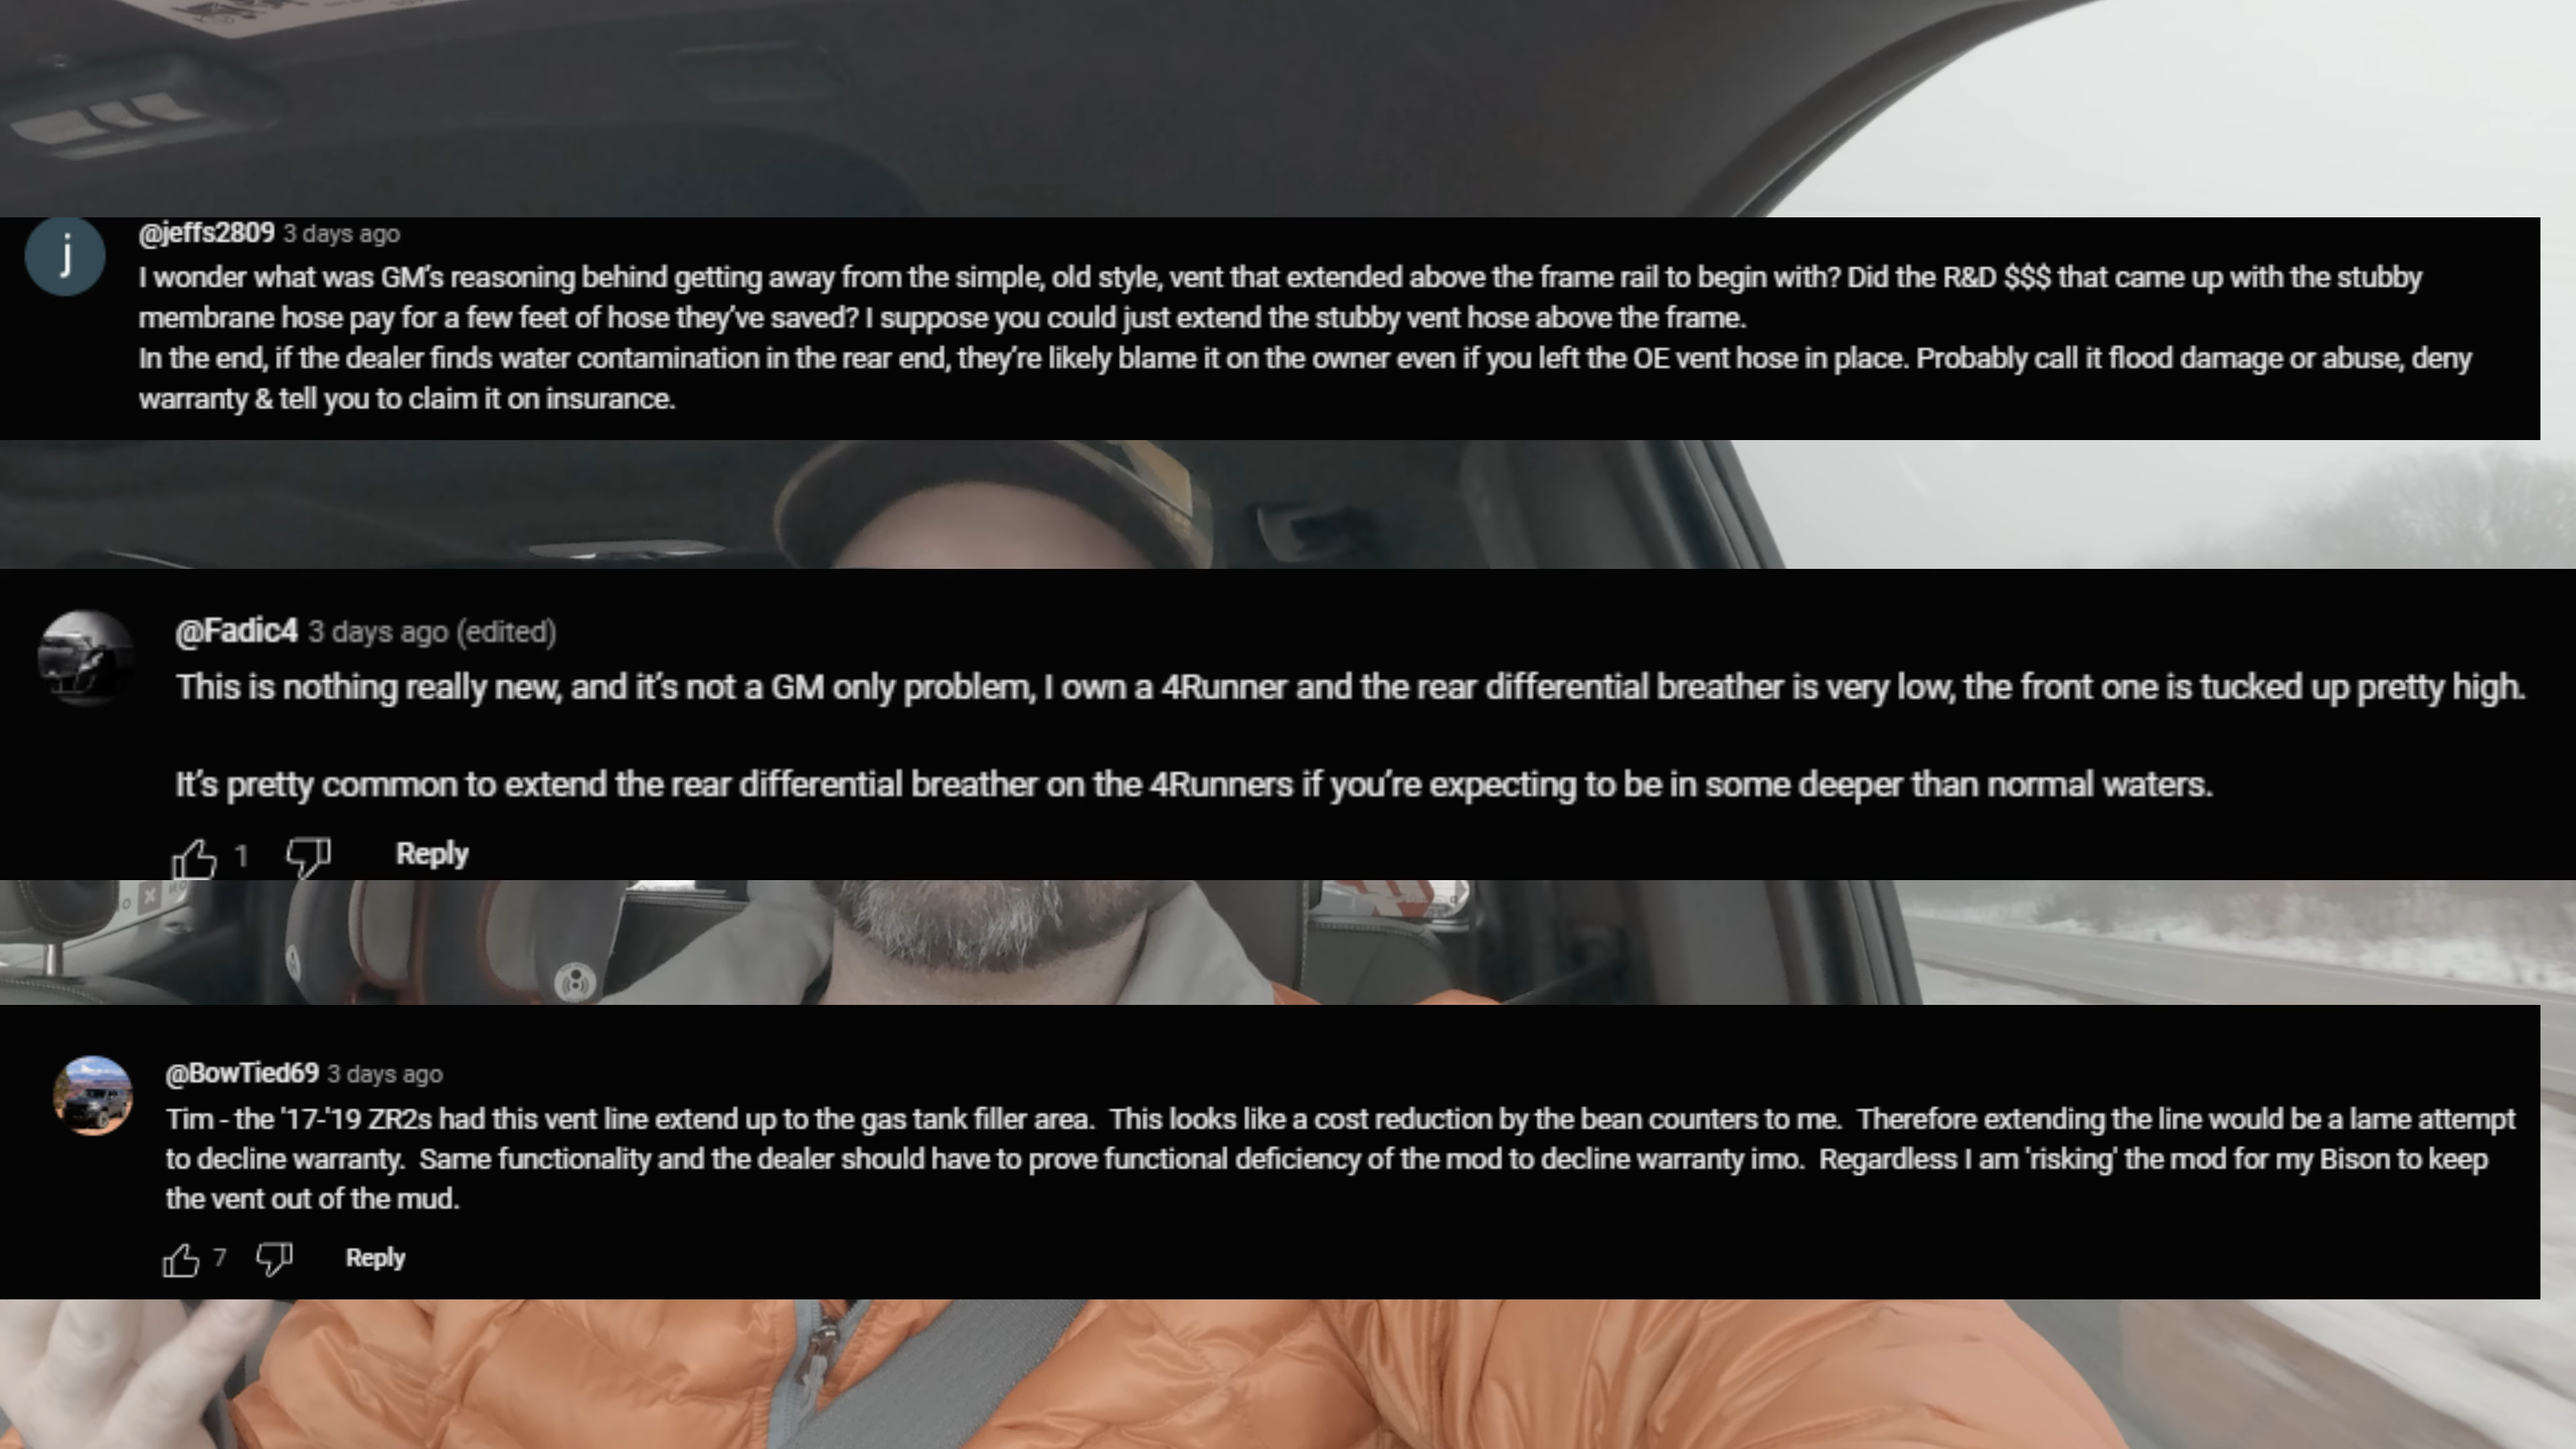 @jeffs2809 3 days ago
I wonder what was GM's reasoning behind getting away from the simple, old style, vent that extended above the frame rail to begin with? Did the R&D $$$ that came up with the stubby
membrane hose pay for a few feet of hose they've saved? I suppose you could just extend the stubby vent hose above the frame.
In the end, if the dealer finds water contamination in the rear end, they're likely blame it on the owner even if you left the OE vent hose in place. Probably call it flood damage or abuse, deny
warranty & tell you to claim it on insurance.
@Fadic4 3 days ago (edited)
This is nothing really new, and it's not a GM only problem, I own a 4Runner and the rear differential breather is very low, the front one is tucked up pretty high.
It's pretty common to extend the rear differential breather on the 4Runners if you're expecting to be in some deeper than normal waters.
1 Reply
@BowTied69 3 days ago
Tim - the '17-'19 ZR2s had this vent line extend up to the gas tank filler area. This looks like a cost reduction by the bean counters to me. Therefore extending the line would be a lame attempt
to decline warranty. Same functionality and the dealer should have to prove functional deficiency of the mod to decline warranty imo. Regardless I am 'risking' the mod for my Bison to keep
the vent out of the mud.
7 Reply